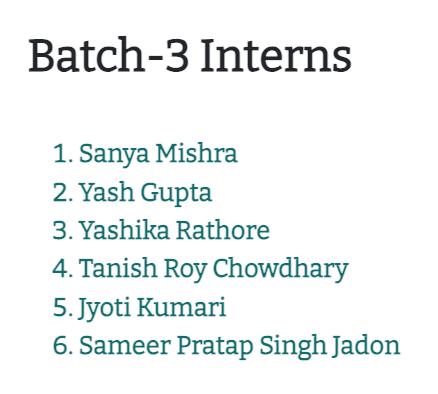 Batch-3 Interns
1. Sanya Mishra
2. Yash Gupta
3. Yashika Rathore
4. Tanish Roy Chowdhary
5. Jyoti Kumari
6. Sameer Pratap Singh Jadon